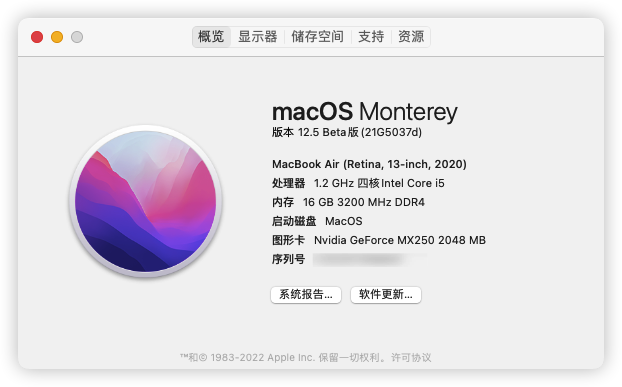 概览 显示器 储存空间 支持 资源
macOS Monterey
版本 12.5 Beta版 (21G5037d)
MacBook Air (Retina, 13-inch, 2020)
处理器 1.2 GHz 四核Intel Core i5
内存 16 GB 3200 MHz DDR4
启动磁盘 MacOS
图形卡 Nvidia GeForce MX250 2048 MB
序列号
系统报告... 软件更新...
™和© 1983-2022 Apple Inc. 保留一切权利。许可协议